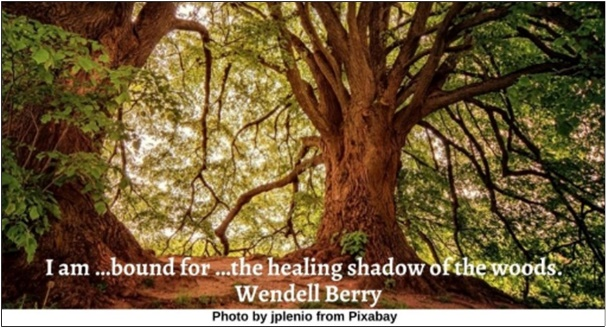 I am ...bound for ...the healing shadow of the woods.
Wendell Berry
Photo by jplenio from Pixabay